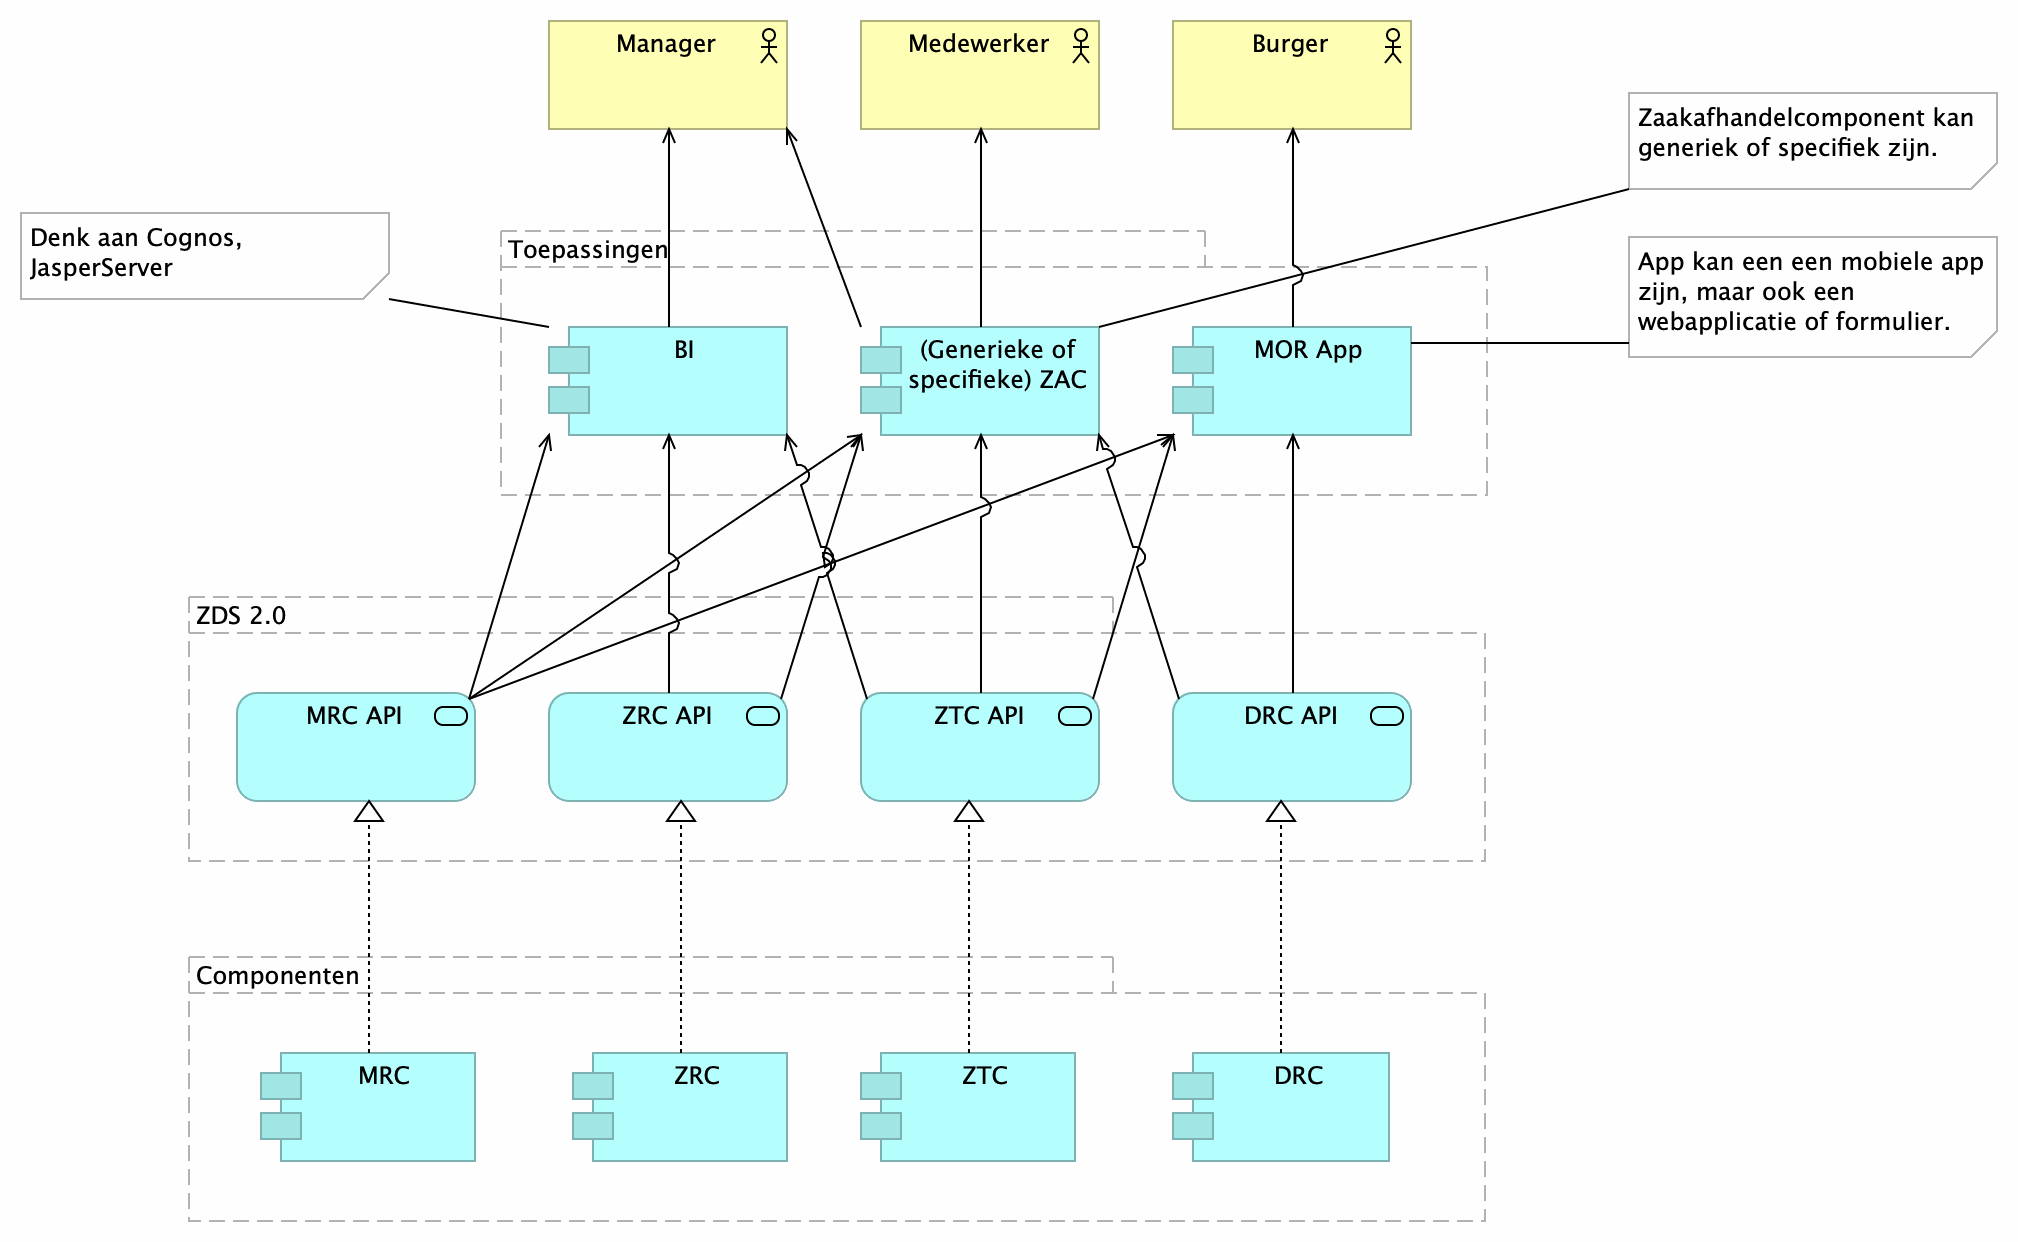 Manager
Medewerker
Burger
Zaakafhandelcomponent kan
generiek of specifiek zijn.
Denk aan Cognos,
JasperServer
Toepassingen
App kan een een mobiele app
zijn, maar ook een
webapplicatie of formulier.
BI
(Generieke of
specifieke) ZAC
MOR App
ZDS 2.0
MRC API
ZRC API
ZTC API
DRC API
Componenten
MRC
ZRC
ZTC
DRC